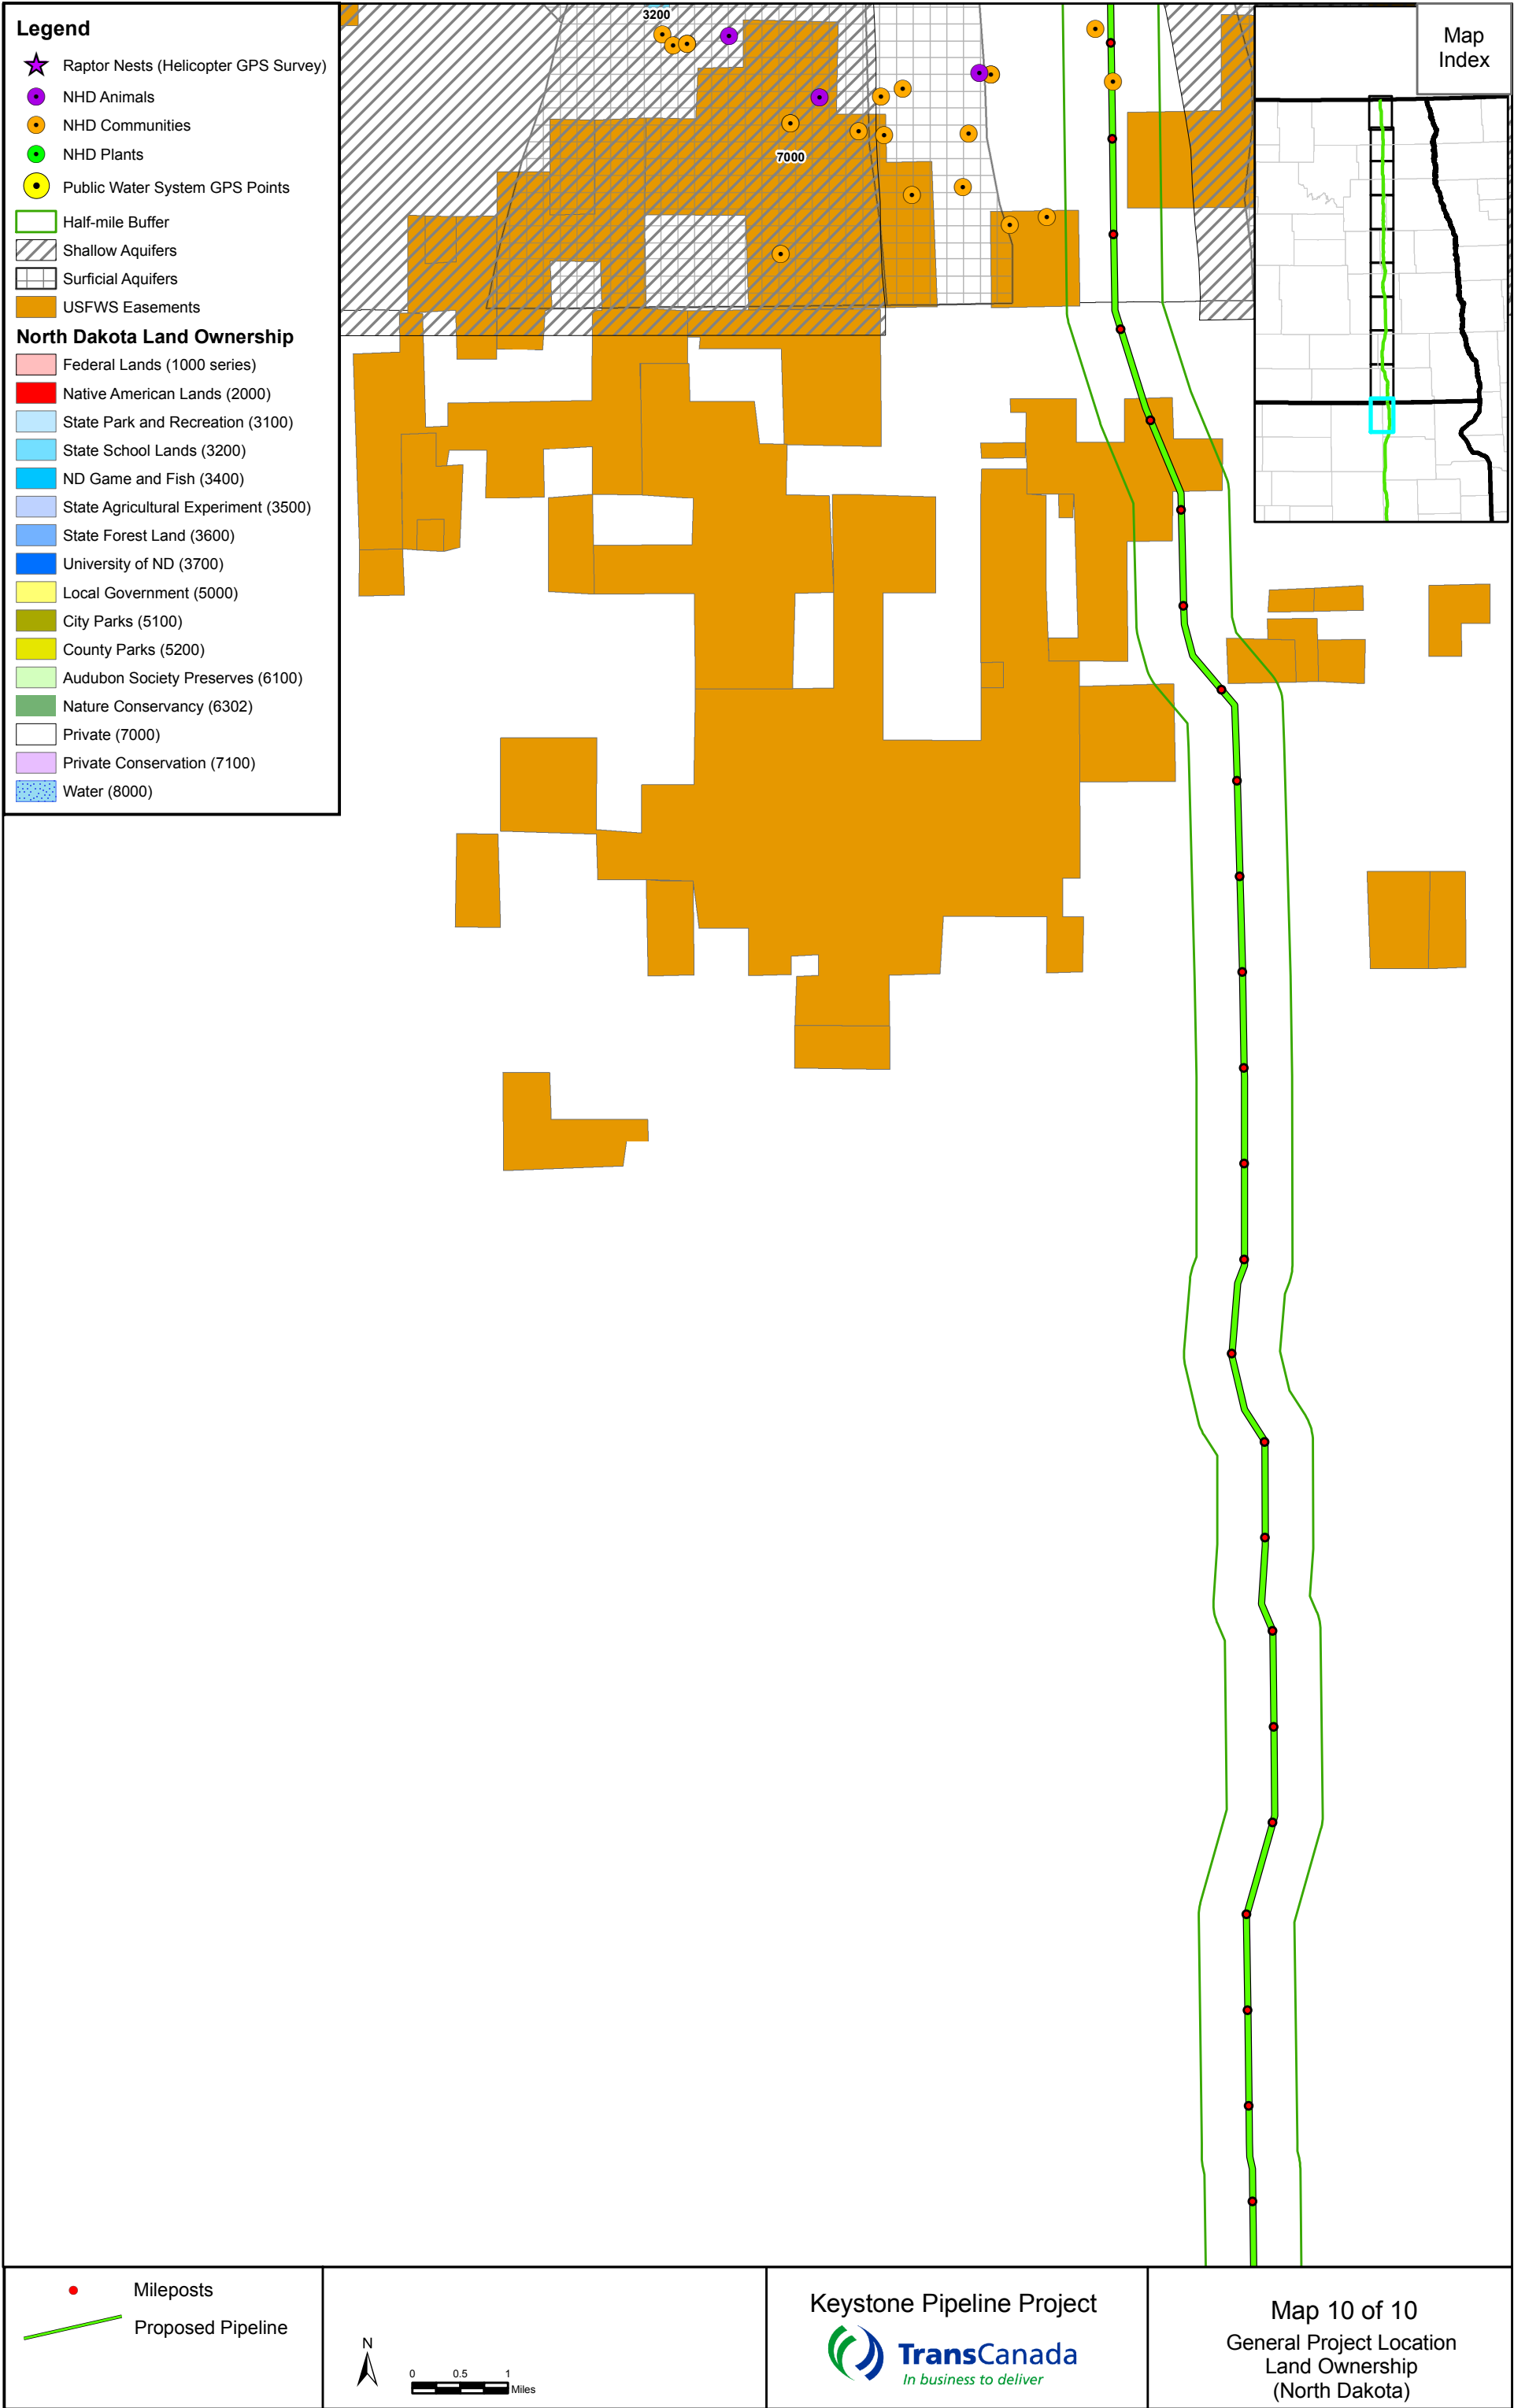 Legend
Raptor Nests (Helicopter GPS Survey)
NHD Animals
NHD Communities
NHD Plants
Public Water System GPS Points
Half-mile Buffer
Shallow Aquifers
Surficial Aquifers
USFWS Easements
North Dakota Land Ownership
Federal Lands (1000 series)
Native American Lands (2000)
State Park and Recreation (3100)
State School Lands (3200)
ND Game and Fish (3400)
State Agricultural Experiment (3500)
State Forest Land (3600)
University of ND (3700)
Local Government (5000)
City Parks (5100)
County Parks (5200)
Audubon Society Preserves (6100)
Nature Conservancy (6302)
Private (7000)
Private Conservation (7100)
Water (8000)
3200
7000
Map
Index
Mileposts
Proposed Pipeline
N
0 0.5 1
Miles
Keystone Pipeline Project
TransCanada
In business to deliver
Map 10 of 10
General Project Location
Land Ownership
(North Dakota)